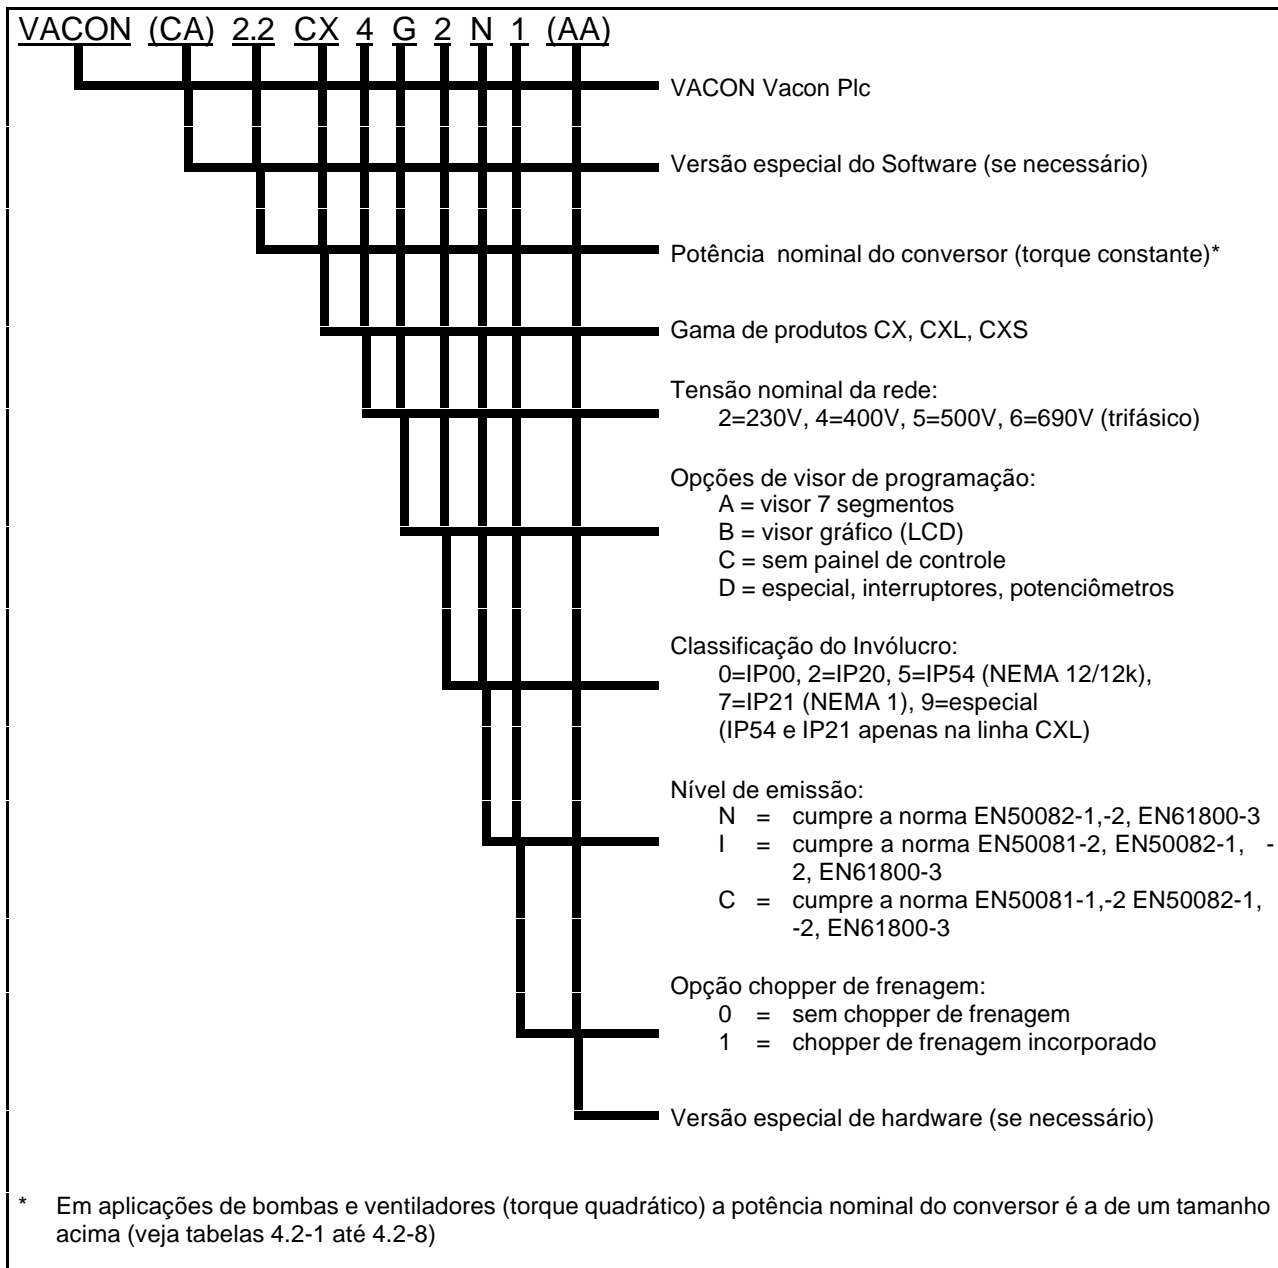 VACON (CA) 2.2 CX 4 G 2 N 1 (AA)
VACON Vacon Plc
Versão especial do Software (se necessário)
Potência nominal do conversor (torque constante)*
Gama de produtos CX, CXL, CXS
Tensão nominal da rede:
2=230V, 4=400V, 5=500V, 6=690V (trifásico)
Opções de visor de programação:
A = visor 7 segmentos
B = visor gráfico (LCD)
C = sem painel de controle
D = especial, interruptores, potenciômetros
Classificação do Invólucro:
0=IP00, 2=IP20, 5=IP54 (NEMA 12/12k),
7=IP21 (NEMA 1), 9=especial
(IP54 e IP21 apenas na linha CXL)
Nível de emissão:
N = cumpre a norma EN50082-1,-2, EN61800-3
I = cumpre a norma EN50081-2, EN50082-1, -
2, EN61800-3
C = cumpre a norma EN50081-1,-2 EN50082-1,
-2, EN61800-3
Opção chopper de frenagem:
0 = sem chopper de frenagem
1 = chopper de frenagem incorporado
Versão especial de hardware (se necessário)
* Em aplicações de bombas e ventiladores (torque quadrático) a potência nominal do conversor é a de um tamanho
acima (veja tabelas 4.2-1 até 4.2-8)